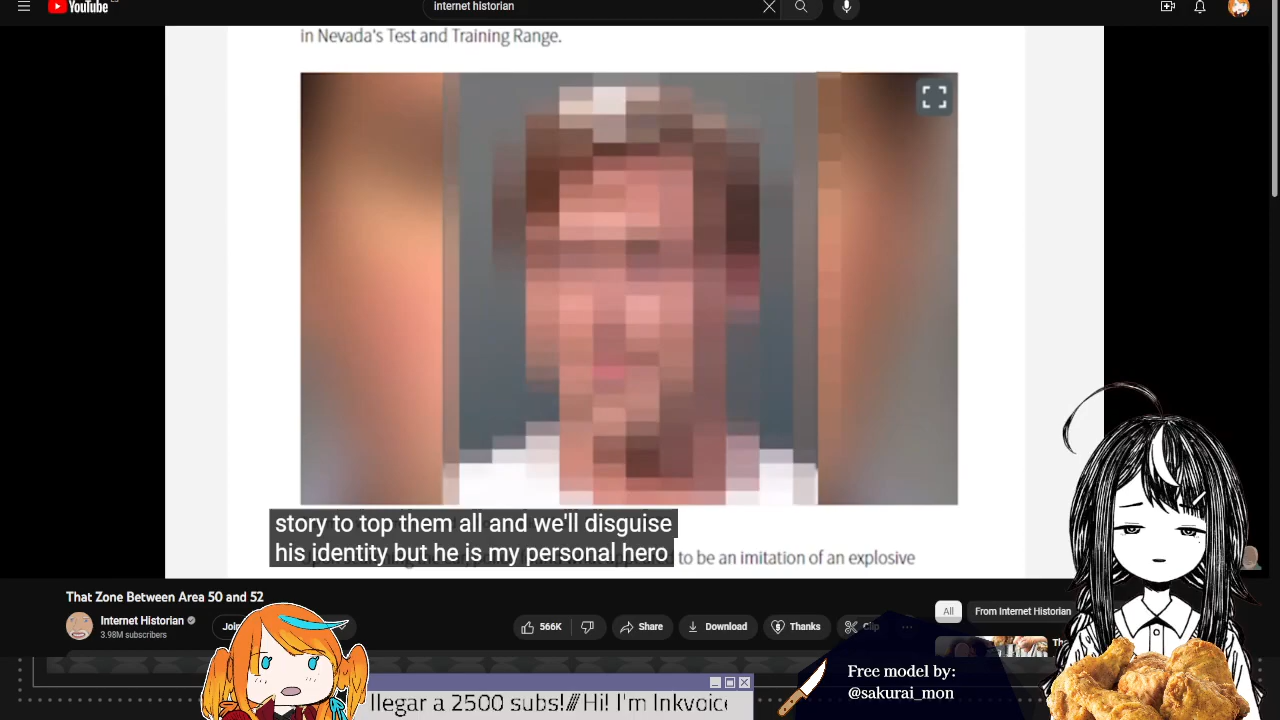 YouTube
internet historian
in Nevada's Test and Training Range.
story to top them all and we'll disguise
his identity but he is my personal hero
to be an imitation of an explosive
That Zone Between Area 50 and 52
Internet Historian
3.98M subscribers
Joi
566K
Share
Download
Thanks
Clip
All
From Internet Historian
Th
llegar a 2500 subs!///Hi! I'm Inkvoic
Free model by:
@sakurai_mon